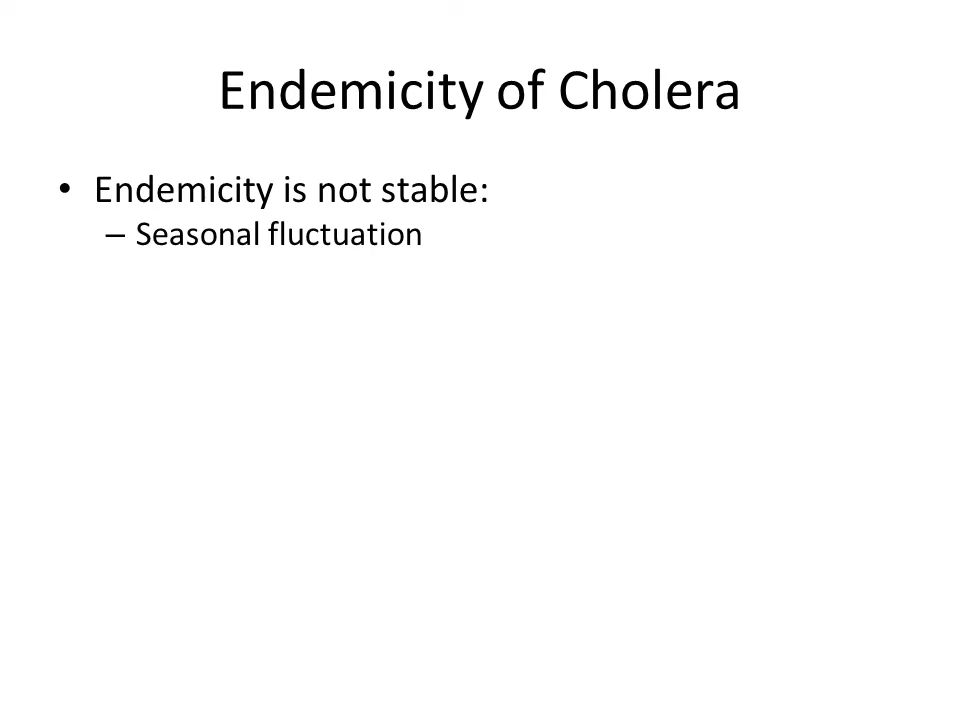 Endemicity of Cholera
• Endemicity is not stable:
– Seasonal fluctuation